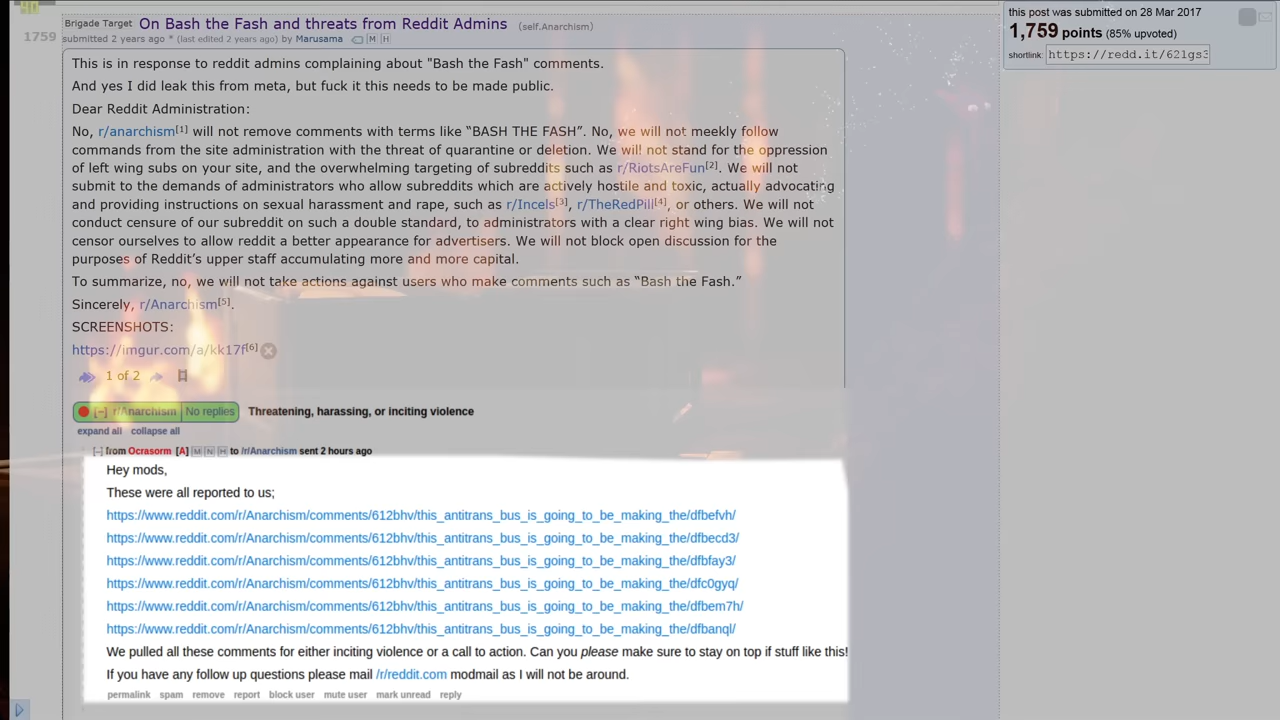 Brigade Target On Bash the Fash and threats from Reddit Admins (self.Anarchism)
1759
submitted 2 years ago * (last edited 2 years ago) by Marusama M H
this post was submitted on 28 Mar 2017
1,759 points (85% upvoted)
shortlink:
This is in response to reddit admins complaining about "Bash the Fash" comments.
And yes I did leak this from meta, but fuck it this needs to be made public.
Dear Reddit Administration:
No, r/anarchism[1] will not remove comments with terms like “BASH THE FASH”. No, we will not meekly follow
commands from the site administration with the threat of quarantine or deletion. We will not stand for the oppression
of left wing subs on your site, and the overwhelming targeting of subreddits such as r/RiotsAreFun[2]. We will not
submit to the demands of administrators who allow subreddits which are actively hostile and toxic, actually advocating
and providing instructions on sexual harassment and rape, such as r/Incels[3], r/TheRedPill[4], or others. We will not
conduct censure of our subreddit on such a double standard, to administrators with a clear right wing bias. We will not
censor ourselves to allow reddit a better appearance for advertisers. We will not block open discussion for the
purposes of Reddit’s upper staff accumulating more and more capital.
To summarize, no, we will not take actions against users who make comments such as “Bash the Fash.”
Sincerely, r/Anarchism[5].
SCREENSHOTS:
https://imgur.com/a/kk17f[6]
1 of 2
[–] r/Anarchism No replies Threatening, harassing, or inciting violence
expand all collapse all
[–] from Ocrasorm [A] M N H to /r/Anarchism sent 2 hours ago
Hey mods,
These were all reported to us;
https://www.reddit.com/r/Anarchism/comments/612bhv/this_antitrans_bus_is_going_to_be_making_the/dfbefvh/
https://www.reddit.com/r/Anarchism/comments/612bhv/this_antitrans_bus_is_going_to_be_making_the/dfbecd3/
https://www.reddit.com/r/Anarchism/comments/612bhv/this_antitrans_bus_is_going_to_be_making_the/dfbfay3/
https://www.reddit.com/r/Anarchism/comments/612bhv/this_antitrans_bus_is_going_to_be_making_the/dfc0gyq/
https://www.reddit.com/r/Anarchism/comments/612bhv/this_antitrans_bus_is_going_to_be_making_the/dfbem7h/
https://www.reddit.com/r/Anarchism/comments/612bhv/this_antitrans_bus_is_going_to_be_making_the/dfbanql/
We pulled all these comments for either inciting violence or a call to action. Can you please make sure to stay on top if stuff like this!
If you have any follow up questions please mail /r/reddit.com modmail as I will not be around.
permalink spam remove report block user mute user mark unread reply